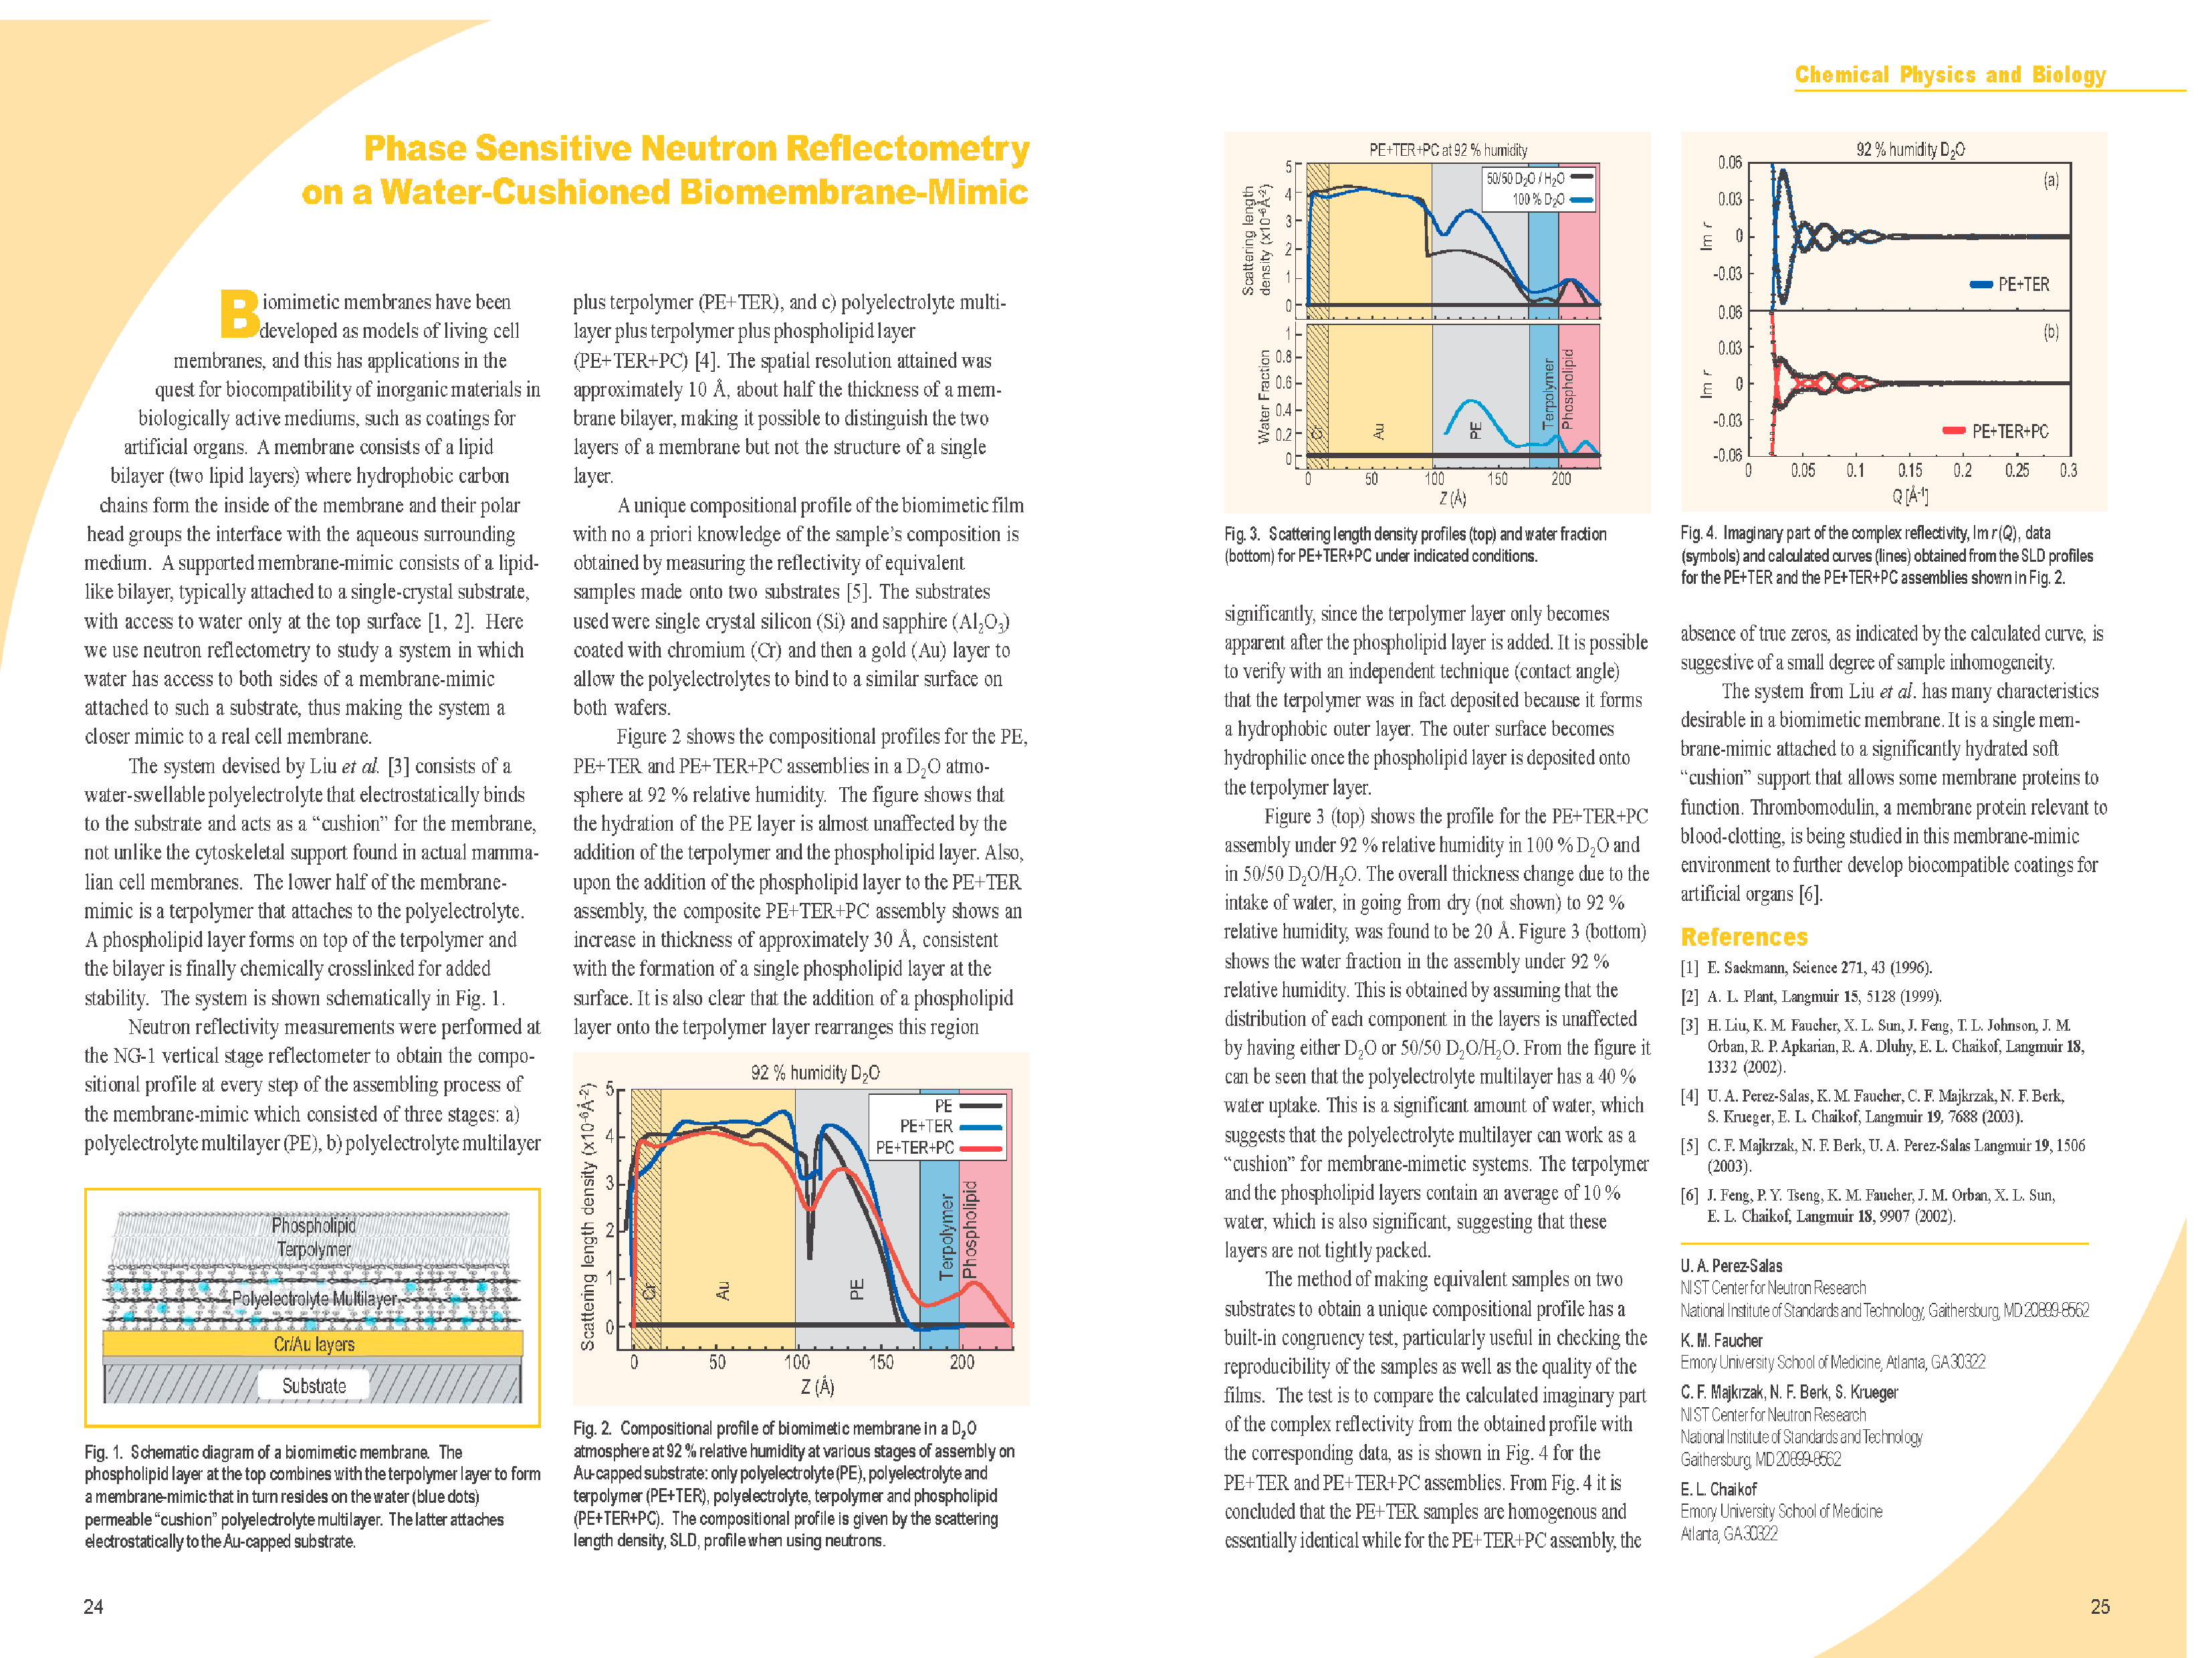 Phase Sensitive Neutron Reflectometry
on a Water-Cushioned Biomembrane-Mimic
Biomimetic membranes have been
developed as models of living cell
membranes, and this has applications in the
quest for biocompatibility of inorganic materials in
biologically active mediums, such as coatings for
artificial organs. A membrane consists of a lipid
bilayer (two lipid layers) where hydrophobic carbon
chains form the inside of the membrane and their polar
head groups the interface with the aqueous surrounding
medium. A supported membrane-mimic consists of a lipid-
like bilayer, typically attached to a single-crystal substrate,
with access to water only at the top surface [1, 2]. Here
we use neutron reflectometry to study a system in which
water has access to both sides of a membrane-mimic
attached to such a substrate, thus making the system a
closer mimic to a real cell membrane.
The system devised by Liu et al. [3] consists of a
water-swellable polyelectrolyte that electrostatically binds
to the substrate and acts as a “cushion” for the membrane,
not unlike the cytoskeletal support found in actual mamma-
lian cell membranes. The lower half of the membrane-
mimic is a terpolymer that attaches to the polyelectrolyte.
A phospholipid layer forms on top of the terpolymer and
the bilayer is finally chemically crosslinked for added
stability. The system is shown schematically in Fig. 1.
Neutron reflectivity measurements were performed at
the NG-1 vertical stage reflectometer to obtain the compo-
sitional profile at every step of the assembling process of
the membrane-mimic which consisted of three stages: a)
polyelectrolyte multilayer (PE), b) polyelectrolyte multilayer
Phospholipid
Terpolymer
Polyelectrolyte Multilayer
Cr/Au layers
Substrate
Fig. 1. Schematic diagram of a biomimetic membrane. The
phospholipid layer at the top combines with the terpolymer layer to form
a membrane-mimic that in turn resides on the water (blue dots)
permeable “cushion” polyelectrolyte multilayer. The latter attaches
electrostatically to the Au-capped substrate.
24
plus terpolymer (PE+TER), and c) polyelectrolyte multi-
layer plus terpolymer plus phospholipid layer
(PE+TER+PC) [4]. The spatial resolution attained was
approximately 10 Å, about half the thickness of a mem-
brane bilayer, making it possible to distinguish the two
layers of a membrane but not the structure of a single
layer.
A unique compositional profile of the biomimetic film
with no a priori knowledge of the sample’s composition is
obtained by measuring the reflectivity of equivalent
samples made onto two substrates [5]. The substrates
used were single crystal silicon (Si) and sapphire (Al₂O₃)
coated with chromium (Cr) and then a gold (Au) layer to
allow the polyelectrolytes to bind to a similar surface on
both wafers.
Figure 2 shows the compositional profiles for the PE,
PE+TER and PE+TER+PC assemblies in a D₂O atmo-
sphere at 92 % relative humidity. The figure shows that
the hydration of the PE layer is almost unaffected by the
addition of the terpolymer and the phospholipid layer. Also,
upon the addition of the phospholipid layer to the PE+TER
assembly, the composite PE+TER+PC assembly shows an
increase in thickness of approximately 30 Å, consistent
with the formation of a single phospholipid layer at the
surface. It is also clear that the addition of a phospholipid
layer onto the terpolymer layer rearranges this region
92 % humidity D₂O
Scattering length density (x10⁻⁶Å⁻²)
5
4
3
2
1
0
PE
PE+TER
PE+TER+PC
Cr
Au
PE
Terpolymer
Phospholipid
0 50 100 150 200
Z (Å)
Fig. 2. Compositional profile of biomimetic membrane in a D₂O
atmosphere at 92 % relative humidity at various stages of assembly on
Au-capped substrate: only polyelectrolyte (PE), polyelectrolyte and
terpolymer (PE+TER), polyelectrolyte, terpolymer and phospholipid
(PE+TER+PC). The compositional profile is given by the scattering
length density, SLD, profile when using neutrons.
Chemical Physics and Biology
PE+TER+PC at 92 % humidity
Scattering length
density (x10⁻⁶Å⁻²)
5
4
3
2
1
0
50/50 D₂O / H₂O
100 % D₂O
Water Fraction
1
0.8
0.6
0.4
0.2
0
Cr
Au
PE
Terpolymer
Phospholipid
0 50 100 150 200
Z (Å)
Fig. 3. Scattering length density profiles (top) and water fraction
(bottom) for PE+TER+PC under indicated conditions.
significantly, since the terpolymer layer only becomes
apparent after the phospholipid layer is added. It is possible
to verify with an independent technique (contact angle)
that the terpolymer was in fact deposited because it forms
a hydrophobic outer layer. The outer surface becomes
hydrophilic once the phospholipid layer is deposited onto
the terpolymer layer.
Figure 3 (top) shows the profile for the PE+TER+PC
assembly under 92 % relative humidity in 100 % D₂O and
in 50/50 D₂O/H₂O. The overall thickness change due to the
intake of water, in going from dry (not shown) to 92 %
relative humidity, was found to be 20 Å. Figure 3 (bottom)
shows the water fraction in the assembly under 92 %
relative humidity. This is obtained by assuming that the
distribution of each component in the layers is unaffected
by having either D₂O or 50/50 D₂O/H₂O. From the figure it
can be seen that the polyelectrolyte multilayer has a 40 %
water uptake. This is a significant amount of water, which
suggests that the polyelectrolyte multilayer can work as a
“cushion” for membrane-mimetic systems. The terpolymer
and the phospholipid layers contain an average of 10 %
water, which is also significant, suggesting that these
layers are not tightly packed.
The method of making equivalent samples on two
substrates to obtain a unique compositional profile has a
built-in congruency test, particularly useful in checking the
reproducibility of the samples as well as the quality of the
films. The test is to compare the calculated imaginary part
of the complex reflectivity from the obtained profile with
the corresponding data, as is shown in Fig. 4 for the
PE+TER and PE+TER+PC assemblies. From Fig. 4 it is
concluded that the PE+TER samples are homogenous and
essentially identical while for the PE+TER+PC assembly, the
92 % humidity D₂O
0.06
0.03
0
-0.03
0.06
0.03
0
-0.03
-0.06
Im r
Im r
(a)
PE+TER
(b)
PE+TER+PC
0 0.05 0.1 0.15 0.2 0.25 0.3
Q [Å⁻¹]
Fig. 4. Imaginary part of the complex reflectivity, Im r(Q), data
(symbols) and calculated curves (lines) obtained from the SLD profiles
for the PE+TER and the PE+TER+PC assemblies shown in Fig. 2.
absence of true zeros, as indicated by the calculated curve, is
suggestive of a small degree of sample inhomogeneity.
The system from Liu et al. has many characteristics
desirable in a biomimetic membrane. It is a single mem-
brane-mimic attached to a significantly hydrated soft
“cushion” support that allows some membrane proteins to
function. Thrombomodulin, a membrane protein relevant to
blood-clotting, is being studied in this membrane-mimic
environment to further develop biocompatible coatings for
artificial organs [6].
References
[1] E. Sackmann, Science 271, 43 (1996).
[2] A. L. Plant, Langmuir 15, 5128 (1999).
[3] H. Liu, K. M. Faucher, X. L. Sun, J. Feng, T. L. Johnson, J. M.
Orban, R. P. Apkarian, R. A. Dluhy, E. L. Chaikof, Langmuir 18,
1332 (2002).
[4] U. A. Perez-Salas, K. M. Faucher, C. F. Majkrzak, N. F. Berk,
S. Krueger, E. L. Chaikof, Langmuir 19, 7688 (2003).
[5] C. F. Majkrzak, N. F. Berk, U. A. Perez-Salas Langmuir 19, 1506
(2003).
[6] J. Feng, P. Y. Tseng, K. M. Faucher, J. M. Orban, X. L. Sun,
E. L. Chaikof, Langmuir 18, 9907 (2002).
U. A. Perez-Salas
NIST Center for Neutron Research
National Institute of Standards and Technology, Gaithersburg, MD 20899-8562
K. M. Faucher
Emory University School of Medicine, Atlanta, GA 30322
C. F. Majkrzak, N. F. Berk, S. Krueger
NIST Center for Neutron Research
National Institute of Standards and Technology
Gaithersburg, MD 20899-8562
E. L. Chaikof
Emory University School of Medicine
Atlanta, GA 30322
25